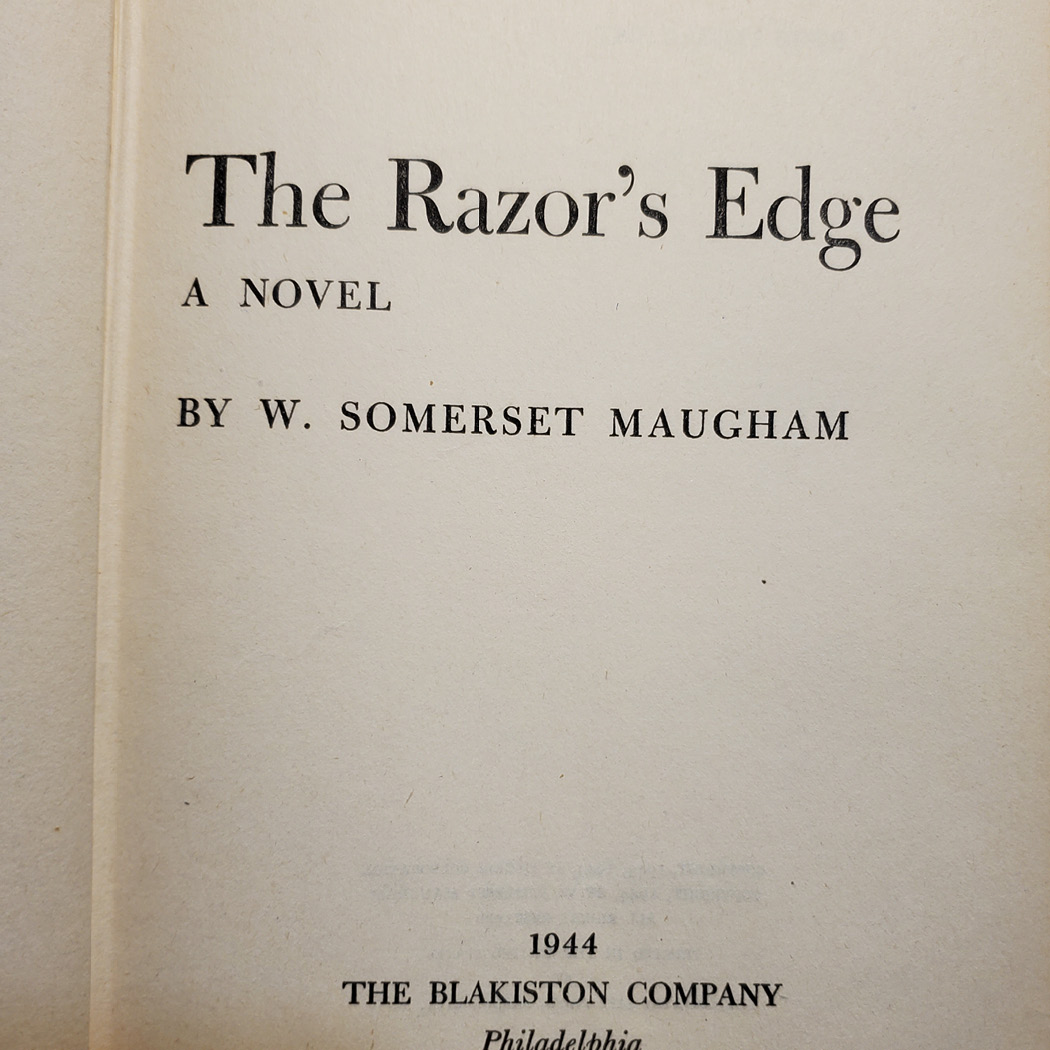 The Razor’s Edge
A NOVEL
BY W. SOMERSET MAUGHAM
1944
THE BLAKISTON COMPANY
Philadelphia